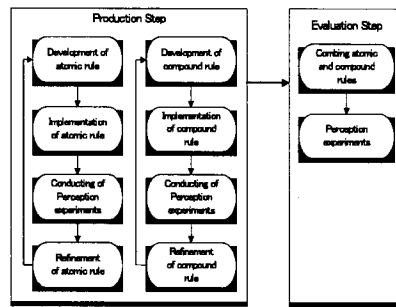 Production Step
Development of
atomic rule
Implementation
of atomic rule
Conducting of
Perception
experiments
Refinement
of atomic rule
Development of
compound rule
Implementation
of compound
rule
Conducting of
Perception
experiments
Refinement
of compound
rule
Evaluation Step
Combing atomic
and compound
rules
Perception
experiments